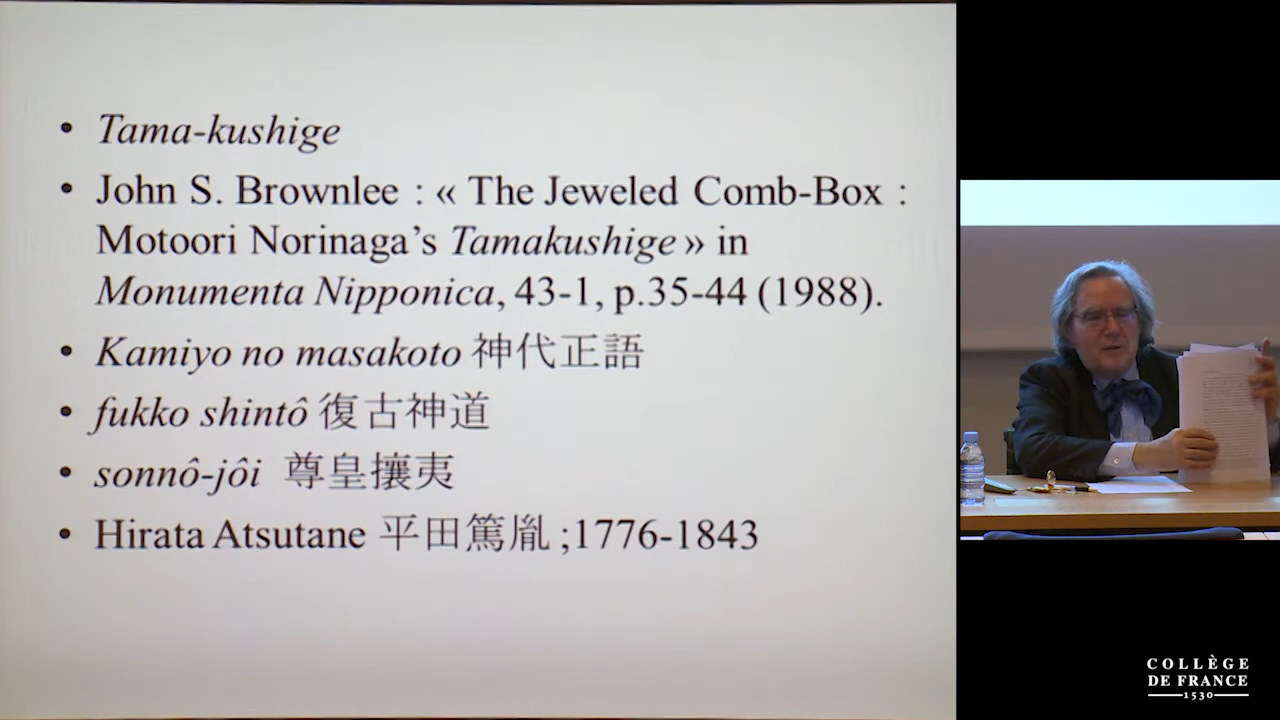 • Tama-kushige
• John S. Brownlee : « The Jeweled Comb-Box :
Motoori Norinaga’s Tamakushige » in
Monumenta Nipponica, 43-1, p.35-44 (1988).
• Kamiyo no masakoto 神代正語
• fukko shintô 復古神道
• sonnô-jôi 尊皇攘夷
• Hirata Atsutane 平田篤胤 ;1776-1843
COLLÈGE
DE FRANCE
1530